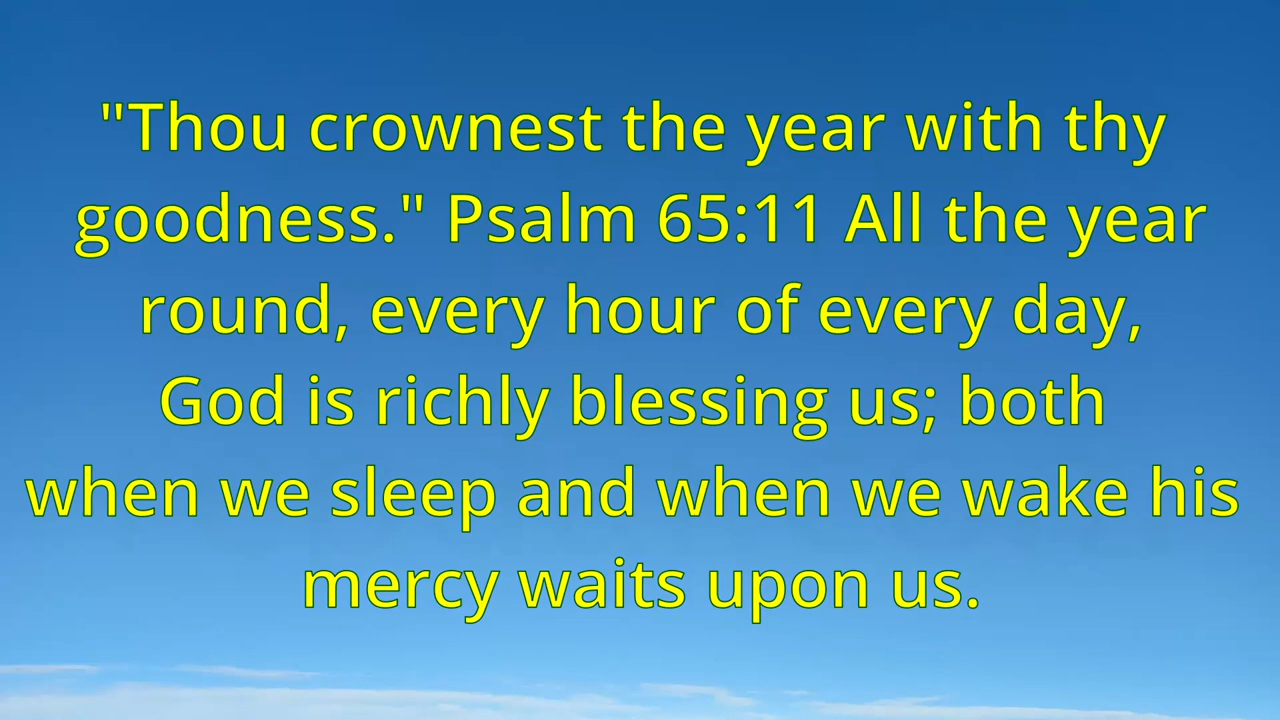 "Thou crownest the year with thy
goodness." Psalm 65:11 All the year
round, every hour of every day,
God is richly blessing us; both
when we sleep and when we wake his
mercy waits upon us.